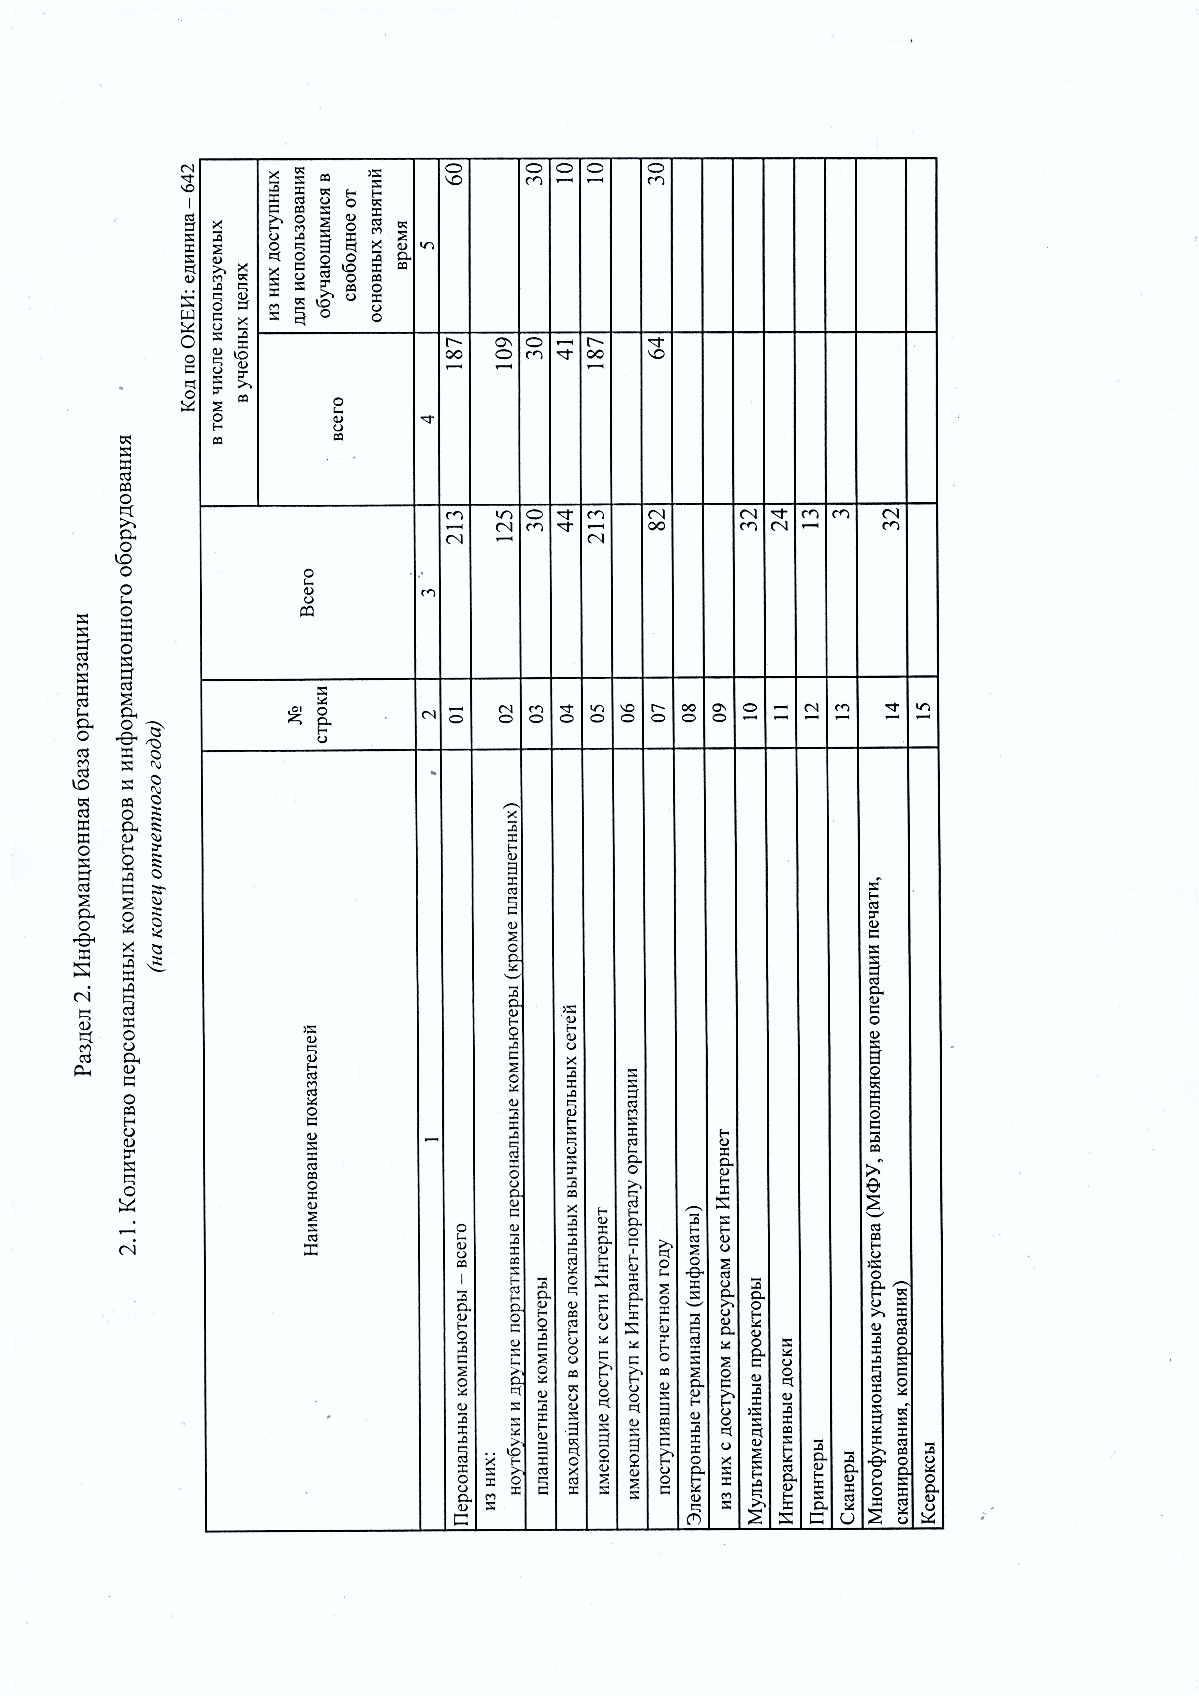 Раздел 2. Информационная база организации
2.1. Количество персональных компьютеров и информационного оборудования
(на конец отчетного года)
Код по ОКЕИ: единица – 642
Наименование показателей
№
строки
Всего
в том числе используемых
в учебных целях
всего
из них доступных
для использования
обучающимися в
свободное от
основных занятий
время
1 2 3 4 5
Персональные компьютеры – всего 01 213 187 60
из них:
ноутбуки и другие портативные персональные компьютеры (кроме планшетных) 02 125 109
планшетные компьютеры 03 30 30 30
находящиеся в составе локальных вычислительных сетей 04 44 41 10
имеющие доступ к сети Интернет 05 213 187 10
имеющие доступ к Интранет-порталу организации 06
поступившие в отчетном году 07 82 64 30
Электронные терминалы (инфоматы) 08
из них с доступом к ресурсам сети Интернет 09
Мультимедийные проекторы 10 32
Интерактивные доски 11 24
Принтеры 12 13
Сканеры 13 3
Многофункциональные устройства (МФУ, выполняющие операции печати,
сканирования, копирования) 14 32
Ксероксы 15